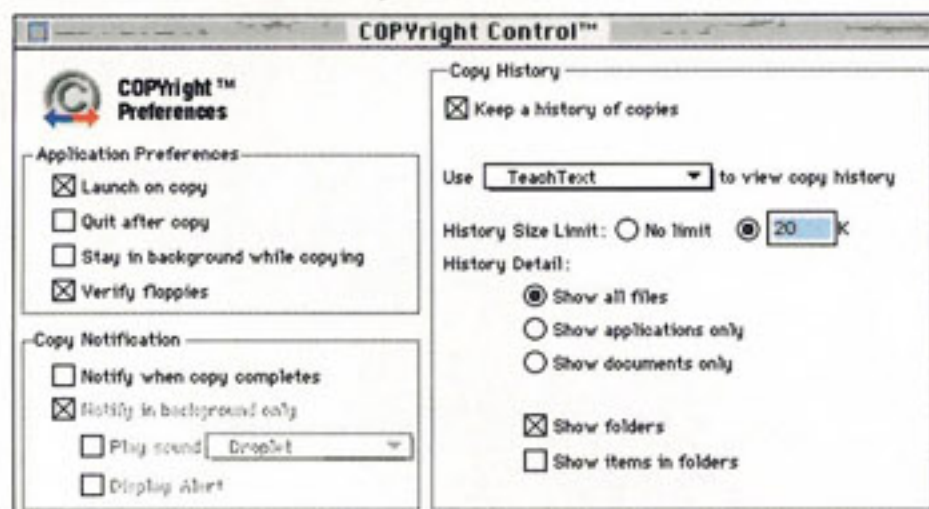 COPYright Control™
COPYright™
Preferences
Application Preferences
Launch on copy
Quit after copy
Stay in background while copying
Verify floppies
Copy Notification
Notify when copy completes
Notify in background only
Play sound Droplet
Display Alert
Copy History
Keep a history of copies
Use TeachText to view copy history
History Size Limit: No limit 20 K
History Detail:
Show all files
Show applications only
Show documents only
Show folders
Show items in folders